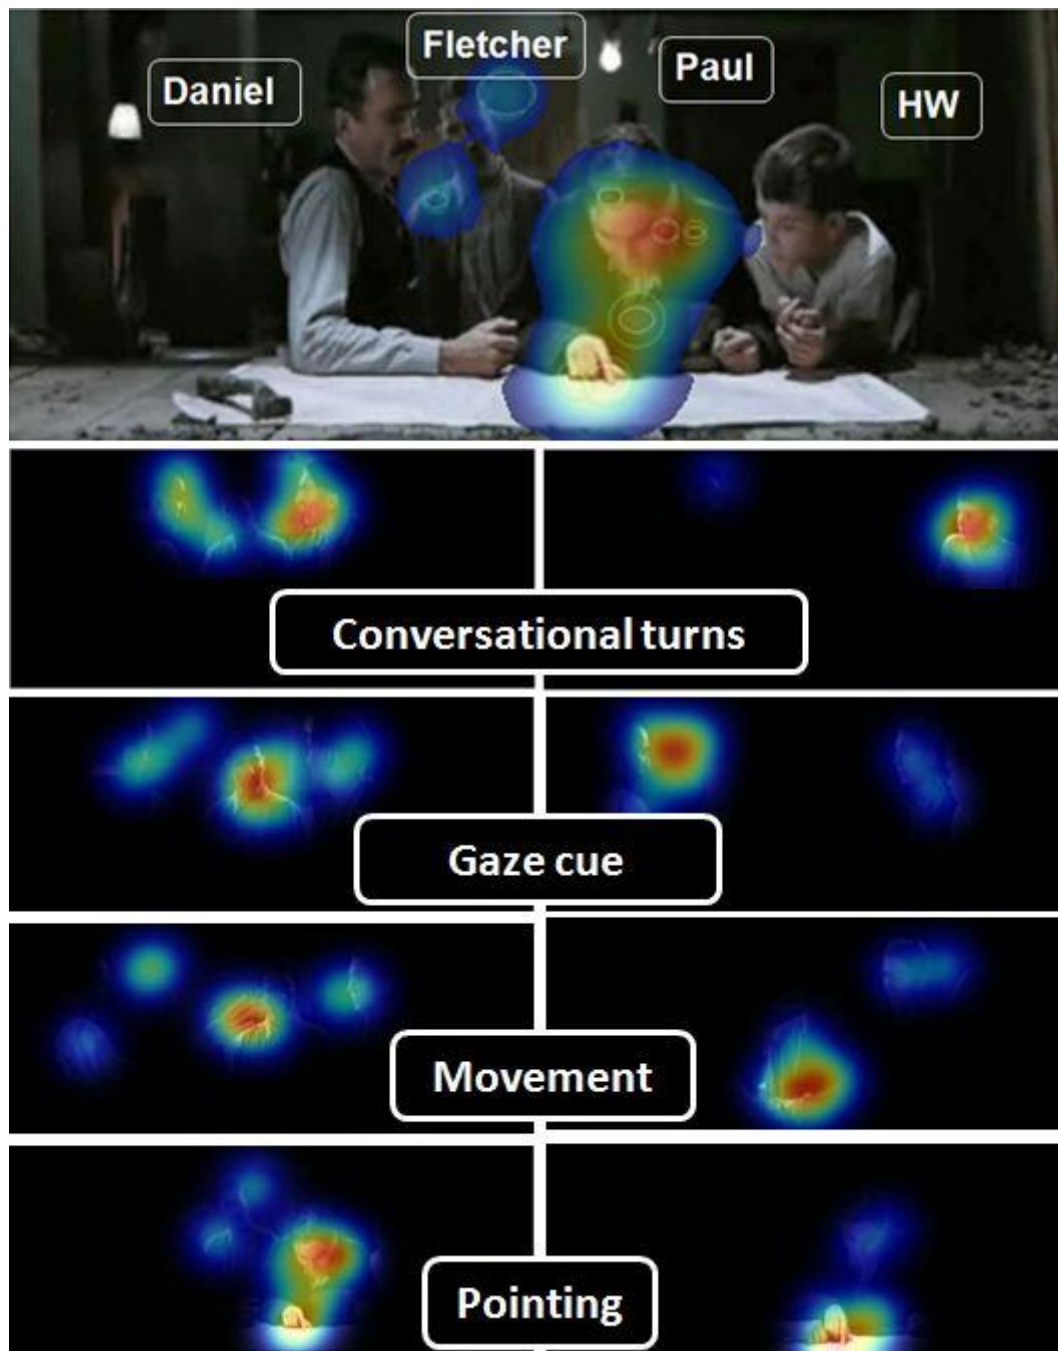 Daniel
Fletcher
Paul
HW
Conversational turns
Gaze cue
Movement
Pointing